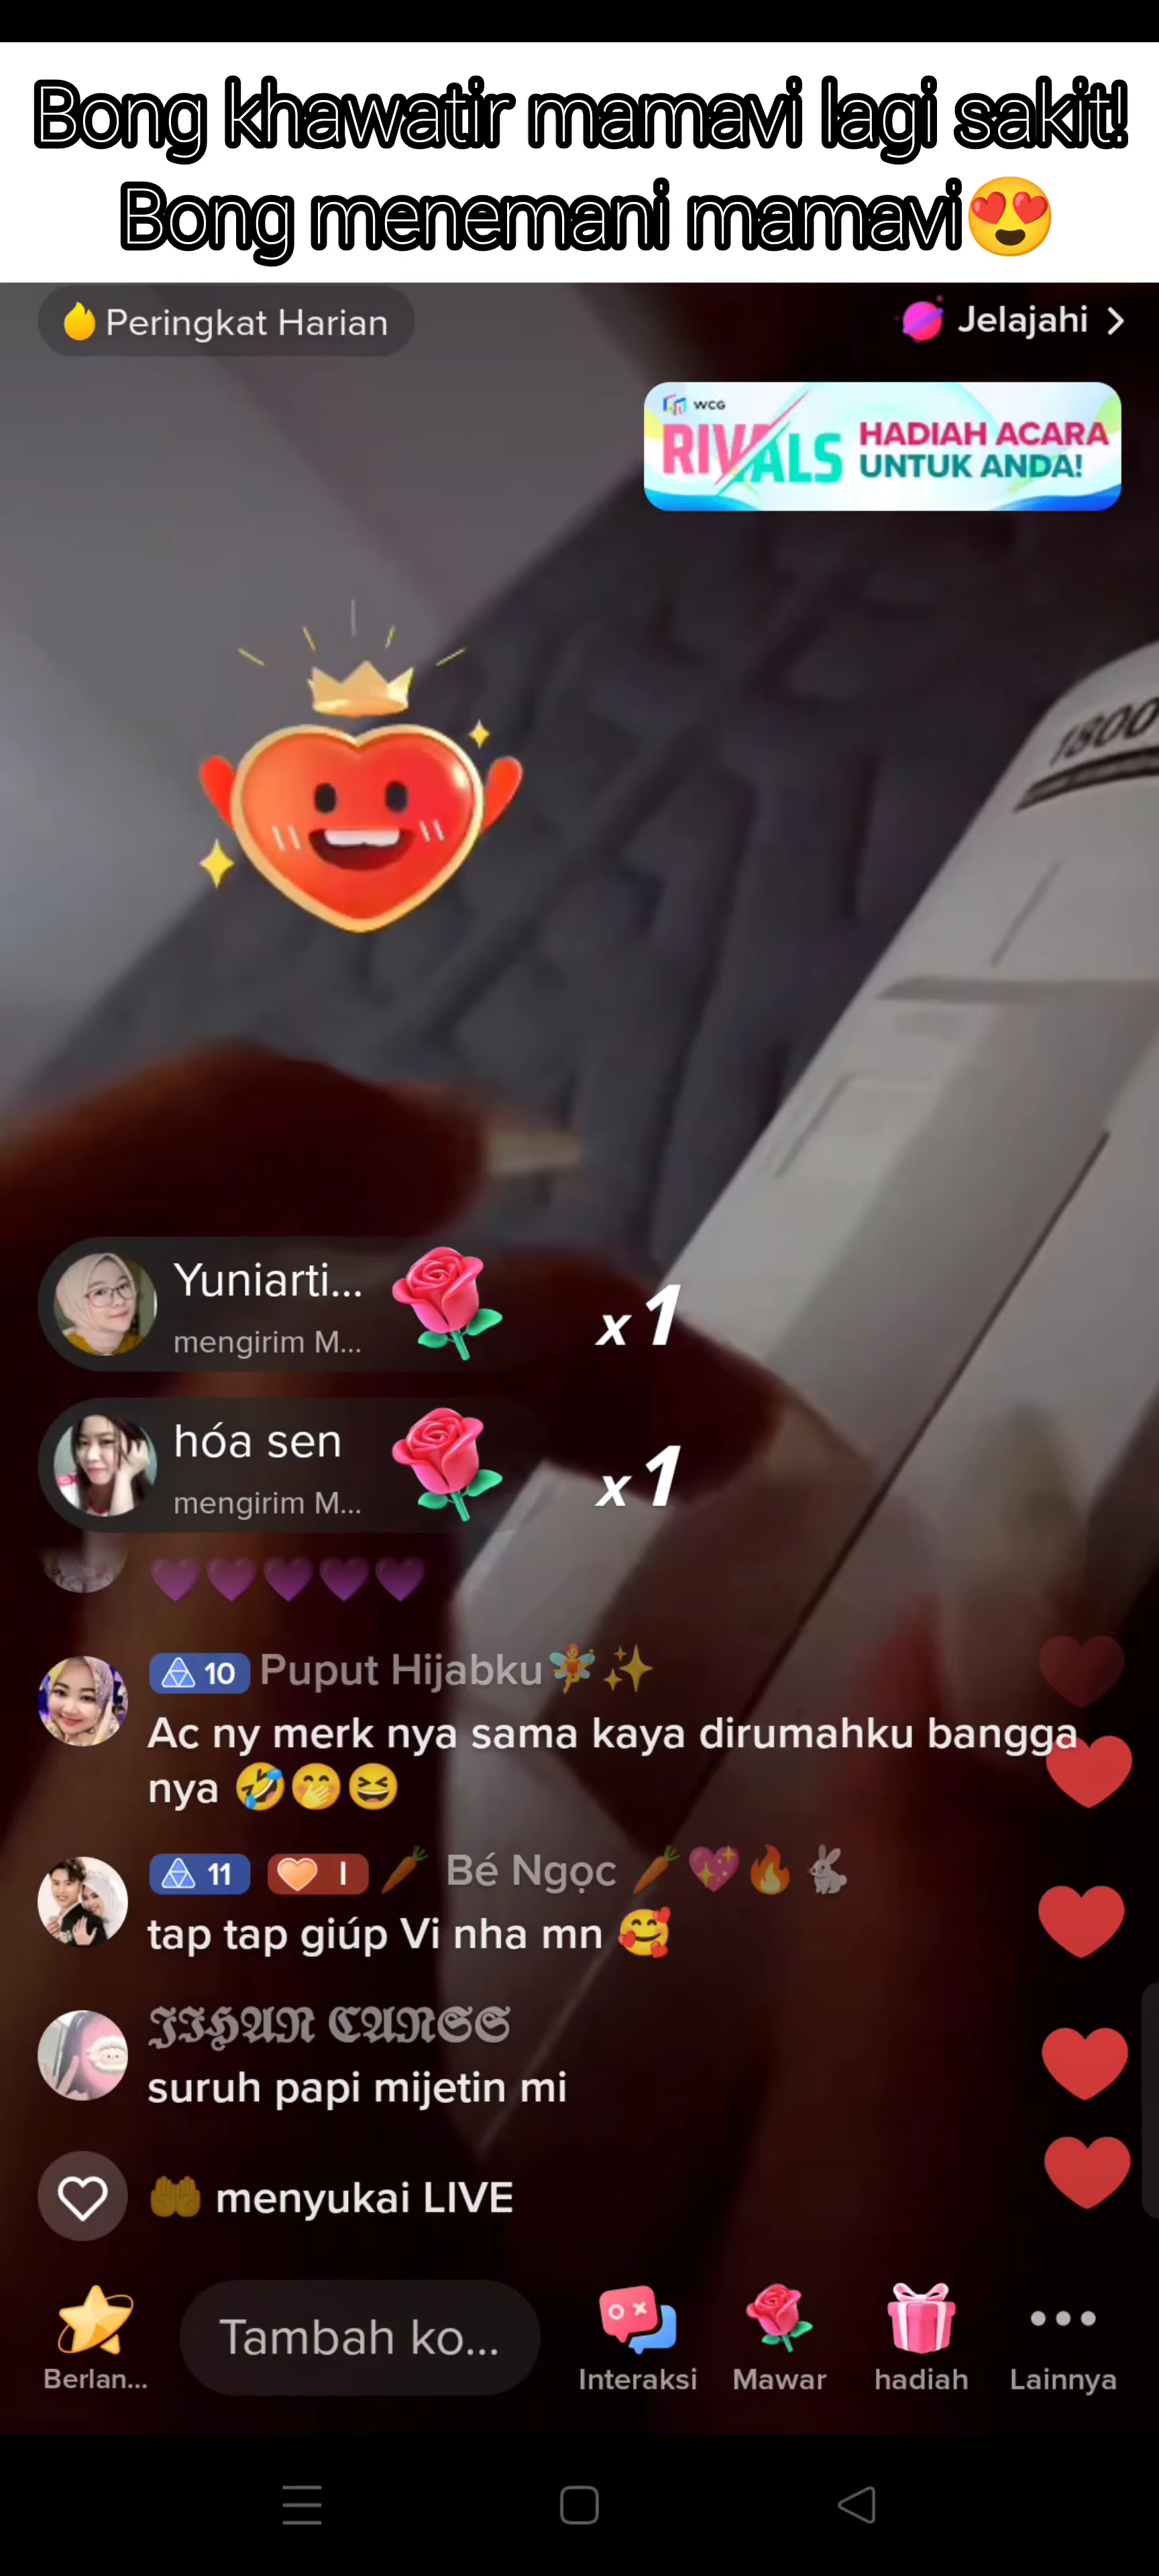 Bong khawatir mamavi lagi sakit!
Bong menemani mamavi😍
Peringkat Harian
Jelajahi >
WCG
RIVALS
HADIAH ACARA
UNTUK ANDA!
1800
Yuniarti...
mengirim M...
x1
hóa sen
mengirim M...
x1
💜💜💜💜💜
10 Puput Hijabku🧚✨
Ac ny merk nya sama kaya dirumahku bangga
nya 🤣🤭😆
11 I 🥕 Bé Ngọc 🥕💖🔥🐇
tap tap giúp Vi nha mn 🥰
𝕵𝕴𝕳𝕬𝕹 𝕮𝕬𝕹𝕾𝕾
suruh papi mijetin mi
🤲 menyukai LIVE
Berlan...
Tambah ko...
Interaksi
Mawar
hadiah
Lainnya